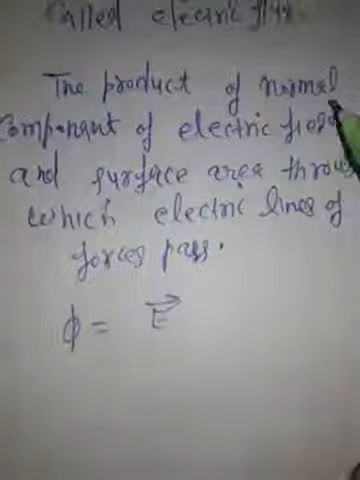 Called electric flux.
The product of normal
Component of electric field
and surface area through
which electric lines of
forces pass.
ϕ = E⃗